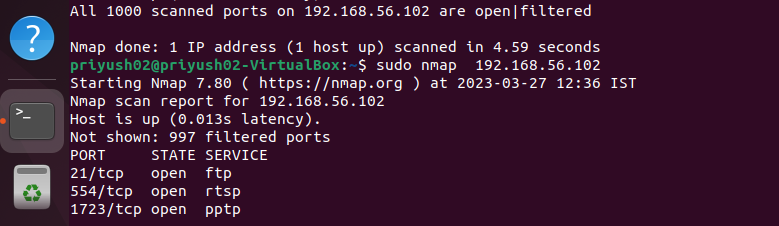 All 1000 scanned ports on 192.168.56.102 are open|filtered
Nmap done: 1 IP address (1 host up) scanned in 4.59 seconds
priyush02@priyush02-VirtualBox:~$ sudo nmap  192.168.56.102
Starting Nmap 7.80 ( https://nmap.org ) at 2023-03-27 12:36 IST
Nmap scan report for 192.168.56.102
Host is up (0.013s latency).
Not shown: 997 filtered ports
PORT     STATE SERVICE
21/tcp   open  ftp
554/tcp  open  rtsp
1723/tcp open  pptp